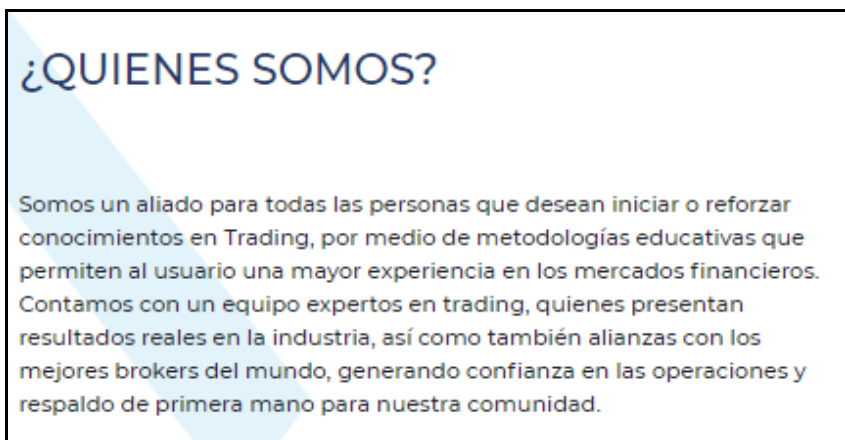 ¿QUIENES SOMOS?
Somos un aliado para todas las personas que desean iniciar o reforzar
conocimientos en Trading, por medio de metodologías educativas que
permiten al usuario una mayor experiencia en los mercados financieros.
Contamos con un equipo expertos en trading, quienes presentan
resultados reales en la industria, así como también alianzas con los
mejores brokers del mundo, generando confianza en las operaciones y
respaldo de primera mano para nuestra comunidad.